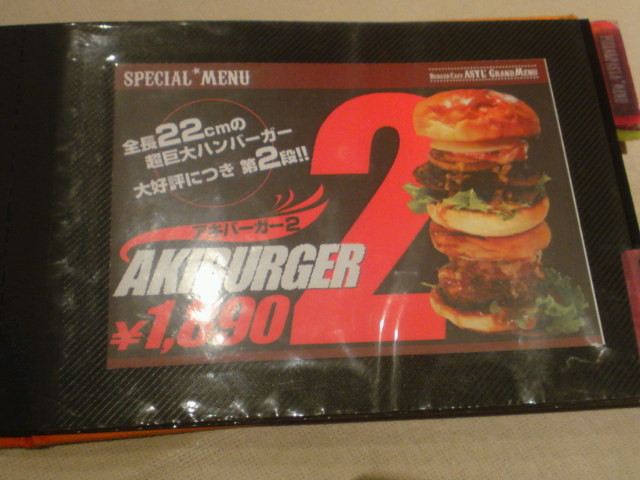 SPECIAL*MENU
BURGER CAFE ASYL' GRAND MENU
全長22cmの
超巨大ハンバーガー
大好評につき 第2段!!
2
アキバーガー2
AKIBURGER
¥1,890